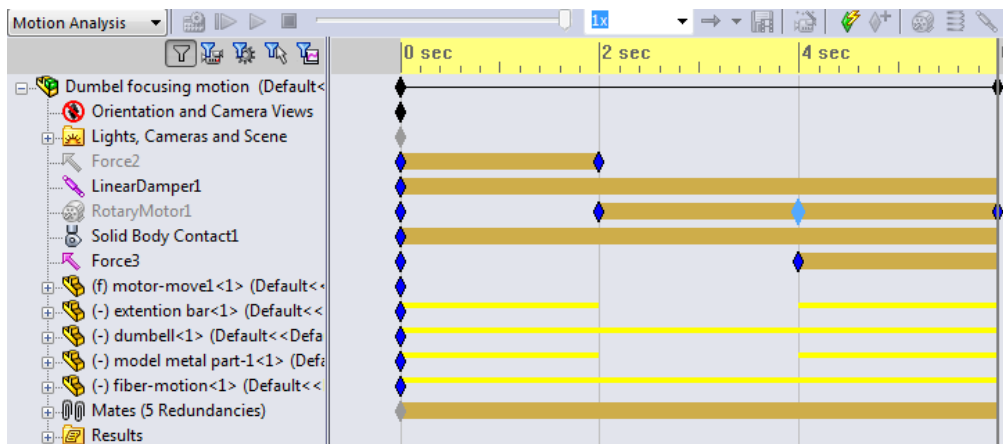 Motion Analysis
1x
0 sec
2 sec
4 sec
Dumbel focusing motion (Default<
Orientation and Camera Views
Lights, Cameras and Scene
Force2
LinearDamper1
RotaryMotor1
Solid Body Contact1
Force3
(f) motor-move1<1> (Default<<
(-) extention bar<1> (Default<<
(-) dumbell<1> (Default<<Defa
(-) model metal part-1<1> (Defa
(-) fiber-motion<1> (Default<<
Mates (5 Redundancies)
Results